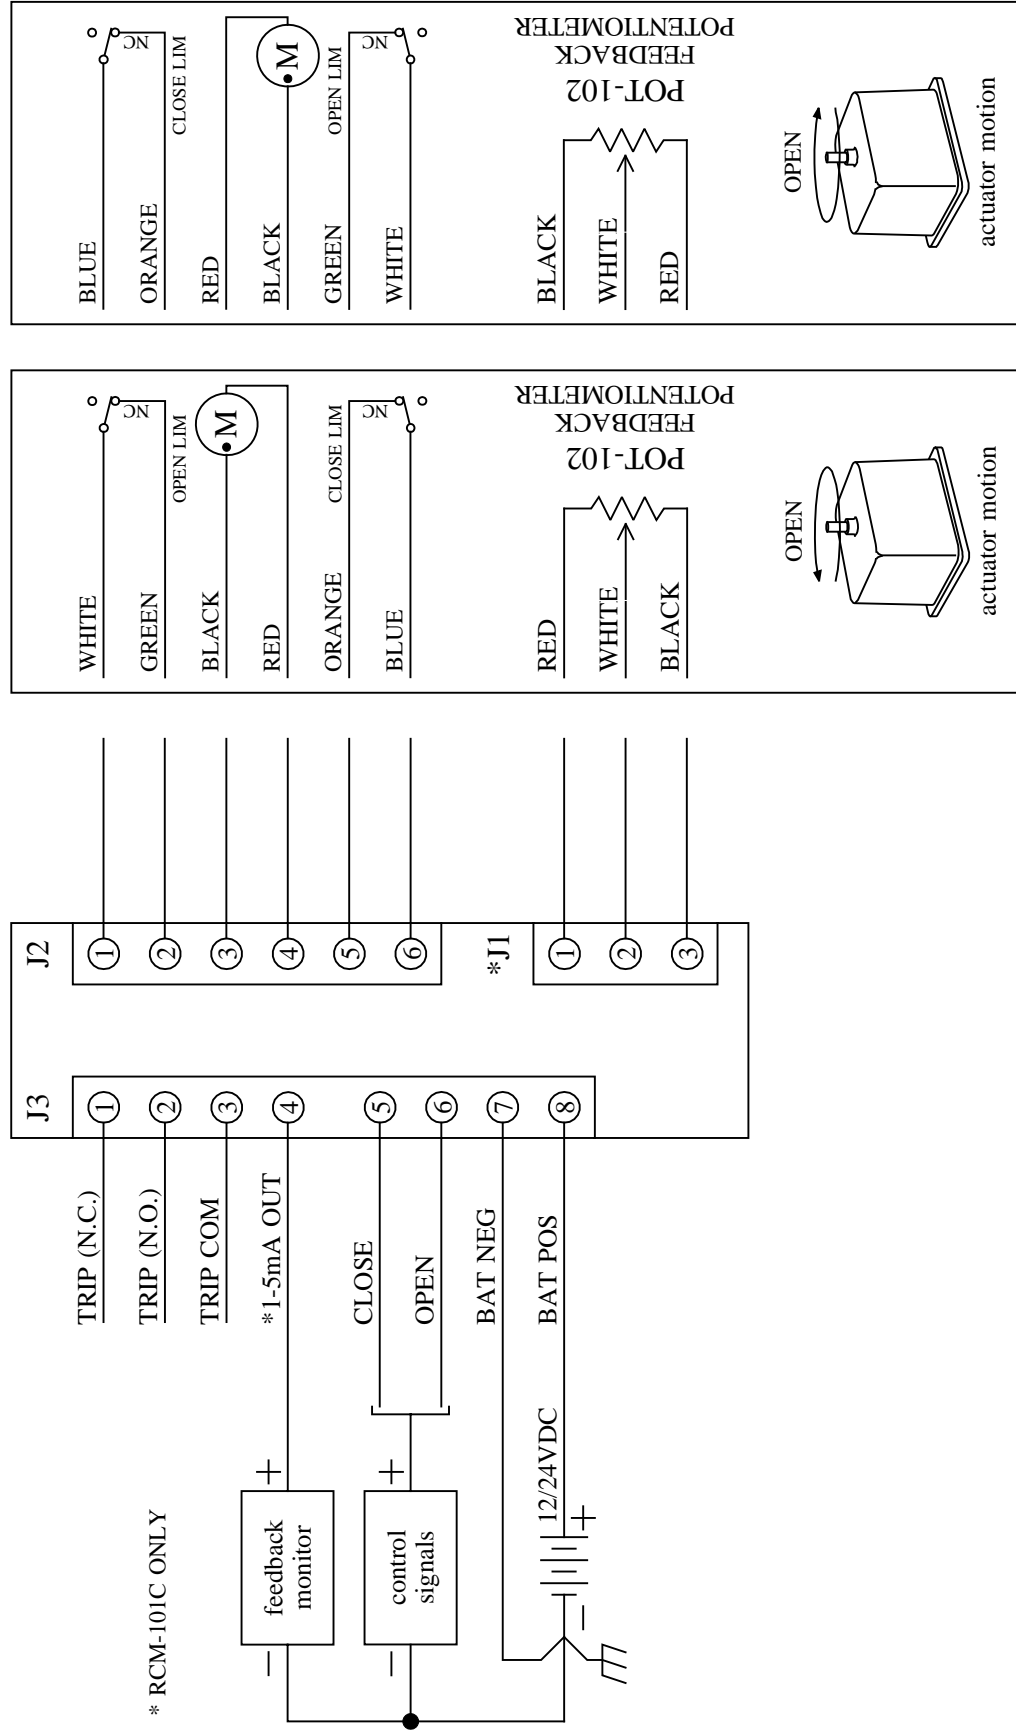 * RCM-101C ONLY
feedback
monitor
+
−
control
signals
+
−
12/24VDC
+
−
TRIP (N.C.)
TRIP (N.O.)
TRIP COM
*1-5mA OUT
CLOSE
OPEN
BAT NEG
BAT POS
J3
1
2
3
4
5
6
7
8
J2
1
2
3
4
5
6
*J1
1
2
3
WHITE
GREEN
BLACK
RED
ORANGE
BLUE
NC
OPEN LIM
M
CLOSE LIM
NC
RED
WHITE
BLACK
POT-102
FEEDBACK
POTENTIOMETER
OPEN
actuator motion
BLUE
ORANGE
RED
BLACK
GREEN
WHITE
NC
CLOSE LIM
M
OPEN LIM
NC
BLACK
WHITE
RED
POT-102
FEEDBACK
POTENTIOMETER
OPEN
actuator motion